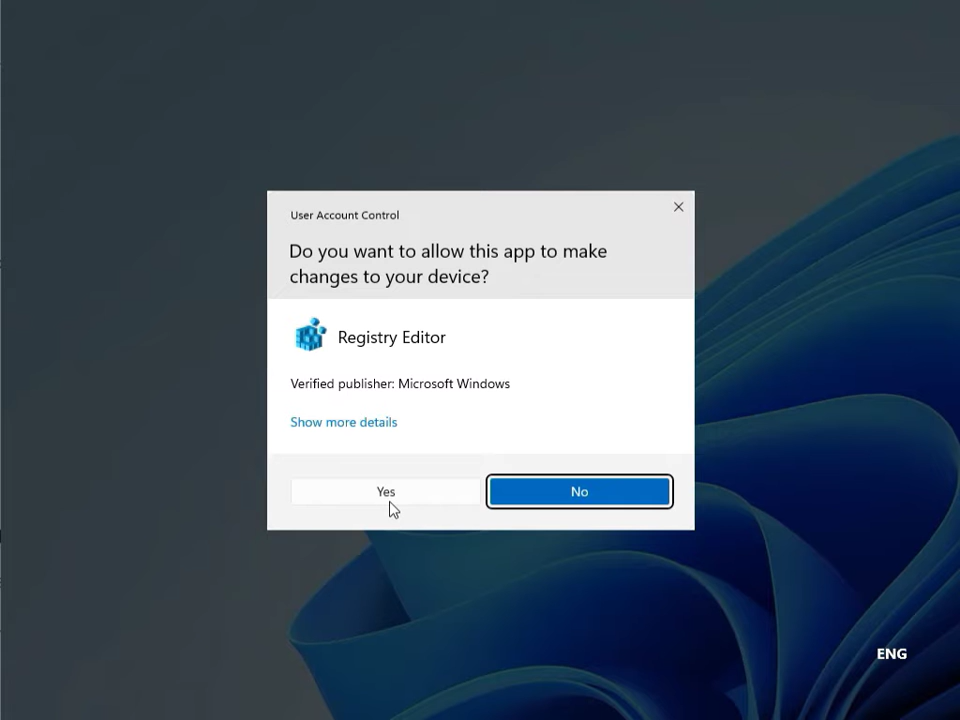 User Account Control
Do you want to allow this app to make
changes to your device?
Registry Editor
Verified publisher: Microsoft Windows
Show more details
Yes
No
ENG